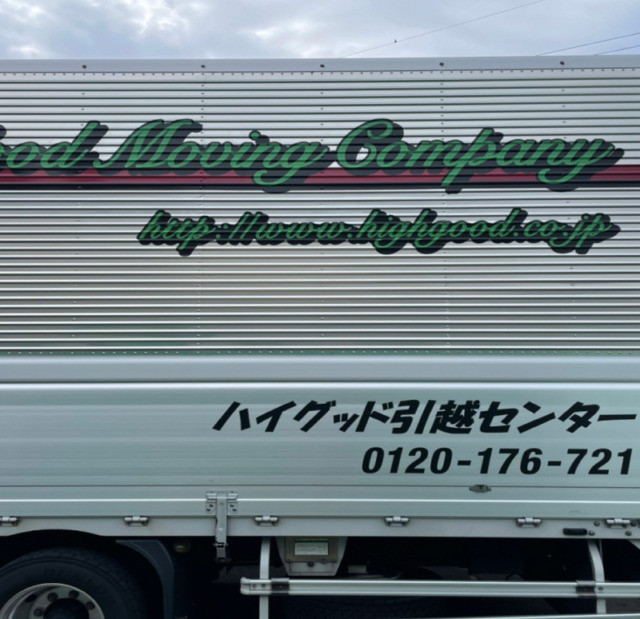 ood Moving Company
http://www.highgood.co.jp
ハイグッド引越センター
0120-176-721